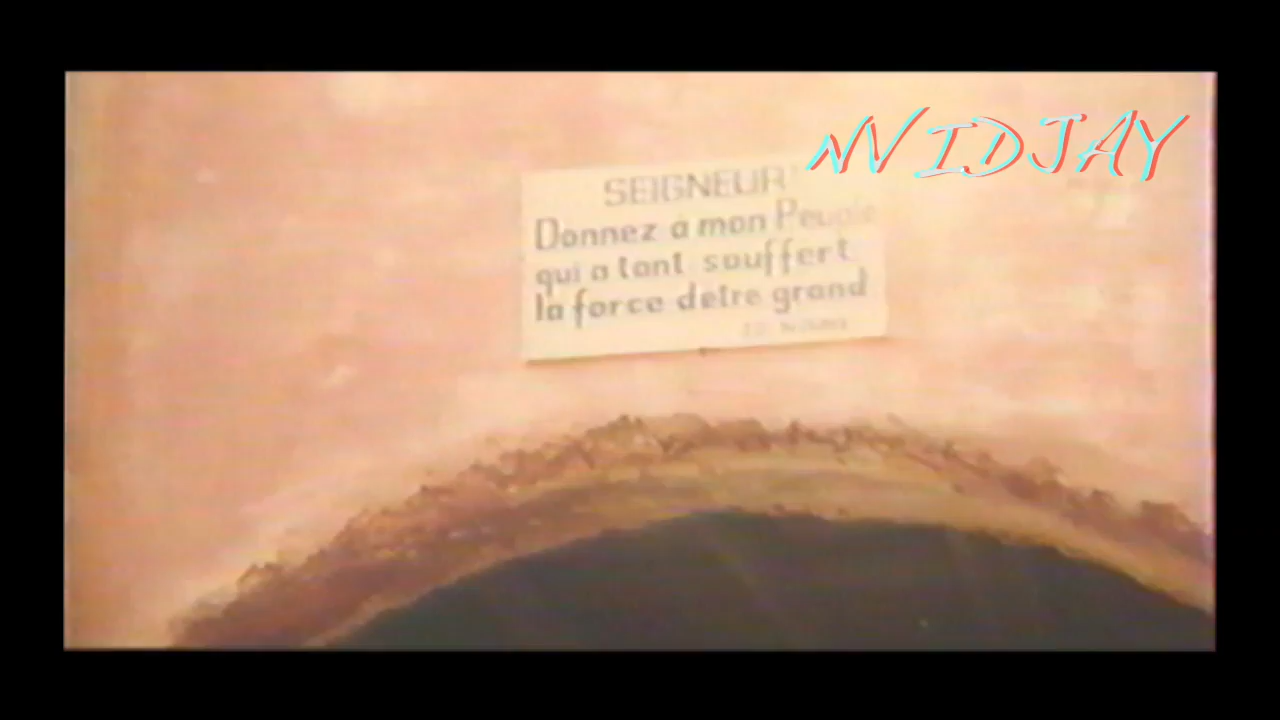 NVIDJAY
SEIGNEUR
Donnez a mon Peuple
qui a tant souffert
la force detre grand